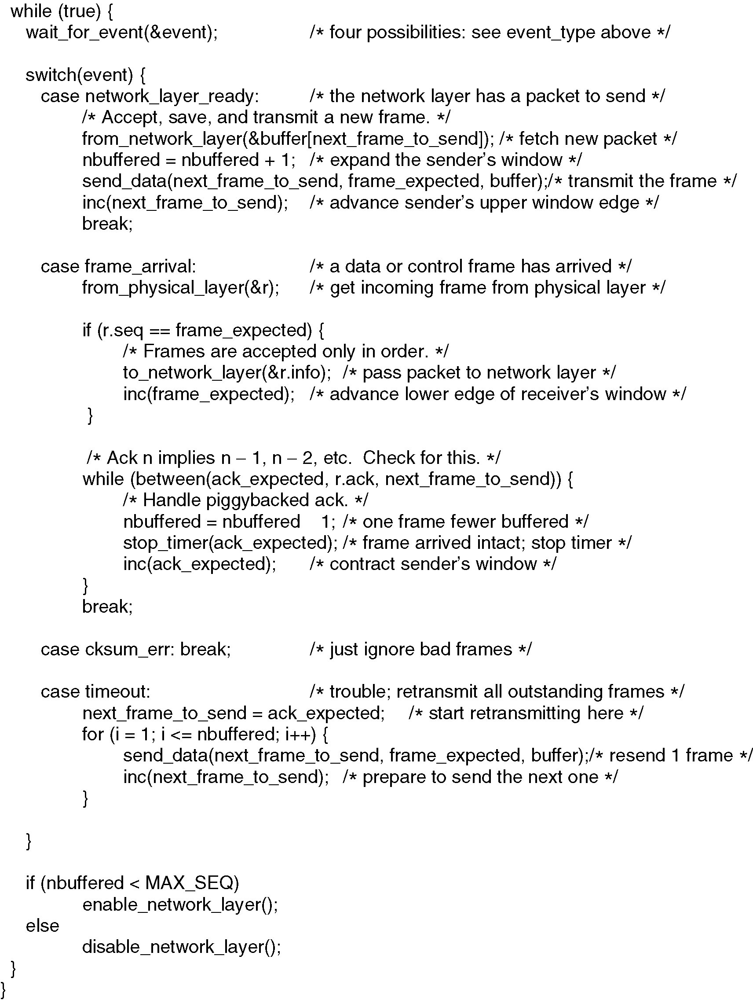 while (true) {
wait_for_event(&event); /* four possibilities: see event_type above */
switch(event) {
case network_layer_ready: /* the network layer has a packet to send */
/* Accept, save, and transmit a new frame. */
from_network_layer(&buffer[next_frame_to_send]); /* fetch new packet */
nbuffered = nbuffered + 1; /* expand the sender’s window */
send_data(next_frame_to_send, frame_expected, buffer);/* transmit the frame */
inc(next_frame_to_send); /* advance sender’s upper window edge */
break;
case frame_arrival: /* a data or control frame has arrived */
from_physical_layer(&r); /* get incoming frame from physical layer */
if (r.seq == frame_expected) {
/* Frames are accepted only in order. */
to_network_layer(&r.info); /* pass packet to network layer */
inc(frame_expected); /* advance lower edge of receiver’s window */
}
/* Ack n implies n – 1, n – 2, etc. Check for this. */
while (between(ack_expected, r.ack, next_frame_to_send)) {
/* Handle piggybacked ack. */
nbuffered = nbuffered 1; /* one frame fewer buffered */
stop_timer(ack_expected); /* frame arrived intact; stop timer */
inc(ack_expected); /* contract sender’s window */
}
break;
case cksum_err: break; /* just ignore bad frames */
case timeout: /* trouble; retransmit all outstanding frames */
next_frame_to_send = ack_expected; /* start retransmitting here */
for (i = 1; i <= nbuffered; i++) {
send_data(next_frame_to_send, frame_expected, buffer);/* resend 1 frame */
inc(next_frame_to_send); /* prepare to send the next one */
}
}
if (nbuffered < MAX_SEQ)
enable_network_layer();
else
disable_network_layer();
}
}